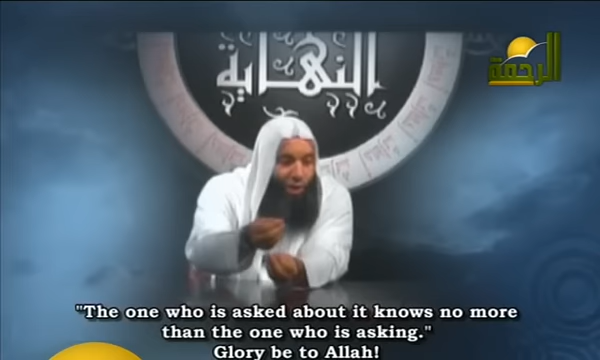 النهاية
الرحمة
"The one who is asked about it knows no more
than the one who is asking."
Glory be to Allah!